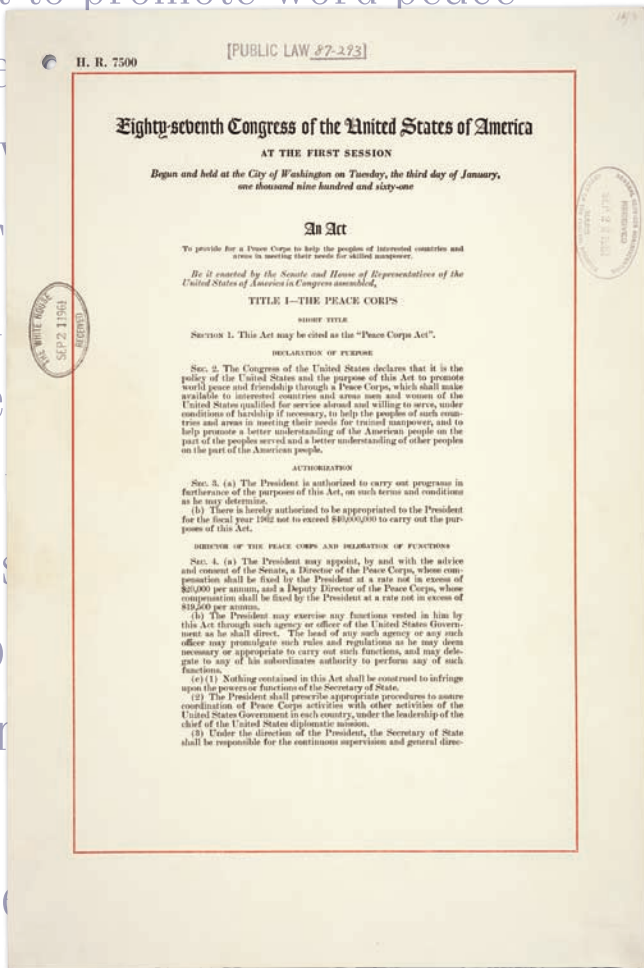 t to promote word peace
[PUBLIC LAW 87-293]
H. R. 7500
Eighty-seventh Congress of the United States of America
AT THE FIRST SESSION
Begun and held at the City of Washington on Tuesday, the third day of January,
one thousand nine hundred and sixty-one
An Act
To provide for a Peace Corps to help the peoples of interested countries and
areas in meeting their needs for skilled manpower.
Be it enacted by the Senate and House of Representatives of the
United States of America in Congress assembled,
TITLE I—THE PEACE CORPS
SHORT TITLE
SECTION 1. This Act may be cited as the “Peace Corps Act”.
DECLARATION OF PURPOSE
SEC. 2. The Congress of the United States declares that it is the
policy of the United States and the purpose of this Act to promote
world peace and friendship through a Peace Corps, which shall make
available to interested countries and areas men and women of the
United States qualified for service abroad and willing to serve, under
conditions of hardship if necessary, to help the peoples of such coun-
tries and areas in meeting their needs for trained manpower, and to
help promote a better understanding of the American people on the
part of the peoples served and a better understanding of other peoples
on the part of the American people.
AUTHORIZATION
SEC. 3. (a) The President is authorized to carry out programs in
furtherance of the purposes of this Act, on such terms and conditions
as he may determine.
(b) There is hereby authorized to be appropriated to the President
for the fiscal year 1962 not to exceed $40,000,000 to carry out the pur-
poses of this Act.
DIRECTOR OF THE PEACE CORPS AND DELEGATION OF FUNCTIONS
SEC. 4. (a) The President may appoint, by and with the advice
and consent of the Senate, a Director of the Peace Corps, whose com-
pensation shall be fixed by the President at a rate not in excess of
$20,000 per annum, and a Deputy Director of the Peace Corps, whose
compensation shall be fixed by the President at a rate not in excess of
$19,500 per annum.
(b) The President may exercise any functions vested in him by
this Act through such agency or officer of the United States Govern-
ment as he shall direct. The head of any such agency or any such
officer may promulgate such rules and regulations as he may deem
necessary or appropriate to carry out such functions, and may dele-
gate to any of his subordinates authority to perform any of such
functions.
(c) (1) Nothing contained in this Act shall be construed to infringe
upon the powers or functions of the Secretary of State.
(2) The President shall prescribe appropriate procedures to assure
coordination of Peace Corps activities with other activities of the
United States Government in each country, under the leadership of the
chief of the United States diplomatic mission.
(3) Under the direction of the President, the Secretary of State
shall be responsible for the continuous supervision and general direc-
THE WHITE HOUSE
SEP 21 1961
RECEIVED
RECEIVED